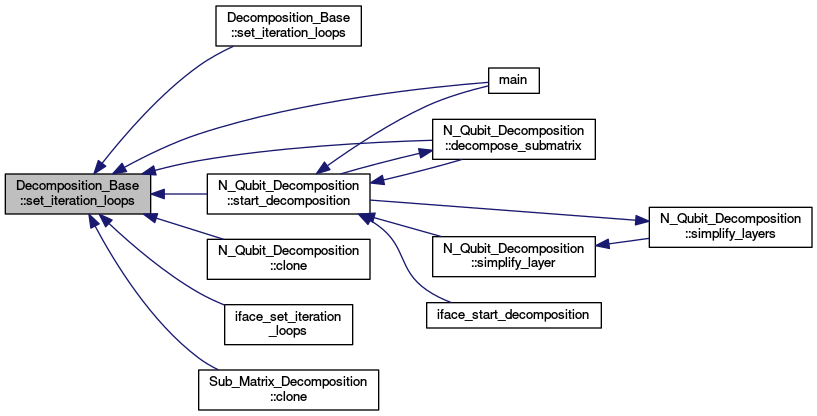 Decomposition_Base
::set_iteration_loops
main
N_Qubit_Decomposition
::decompose_submatrix
Decomposition_Base
::set_iteration_loops
N_Qubit_Decomposition
::start_decomposition
N_Qubit_Decomposition
::simplify_layers
N_Qubit_Decomposition
::clone
N_Qubit_Decomposition
::simplify_layer
iface_set_iteration
_loops
iface_start_decomposition
Sub_Matrix_Decomposition
::clone